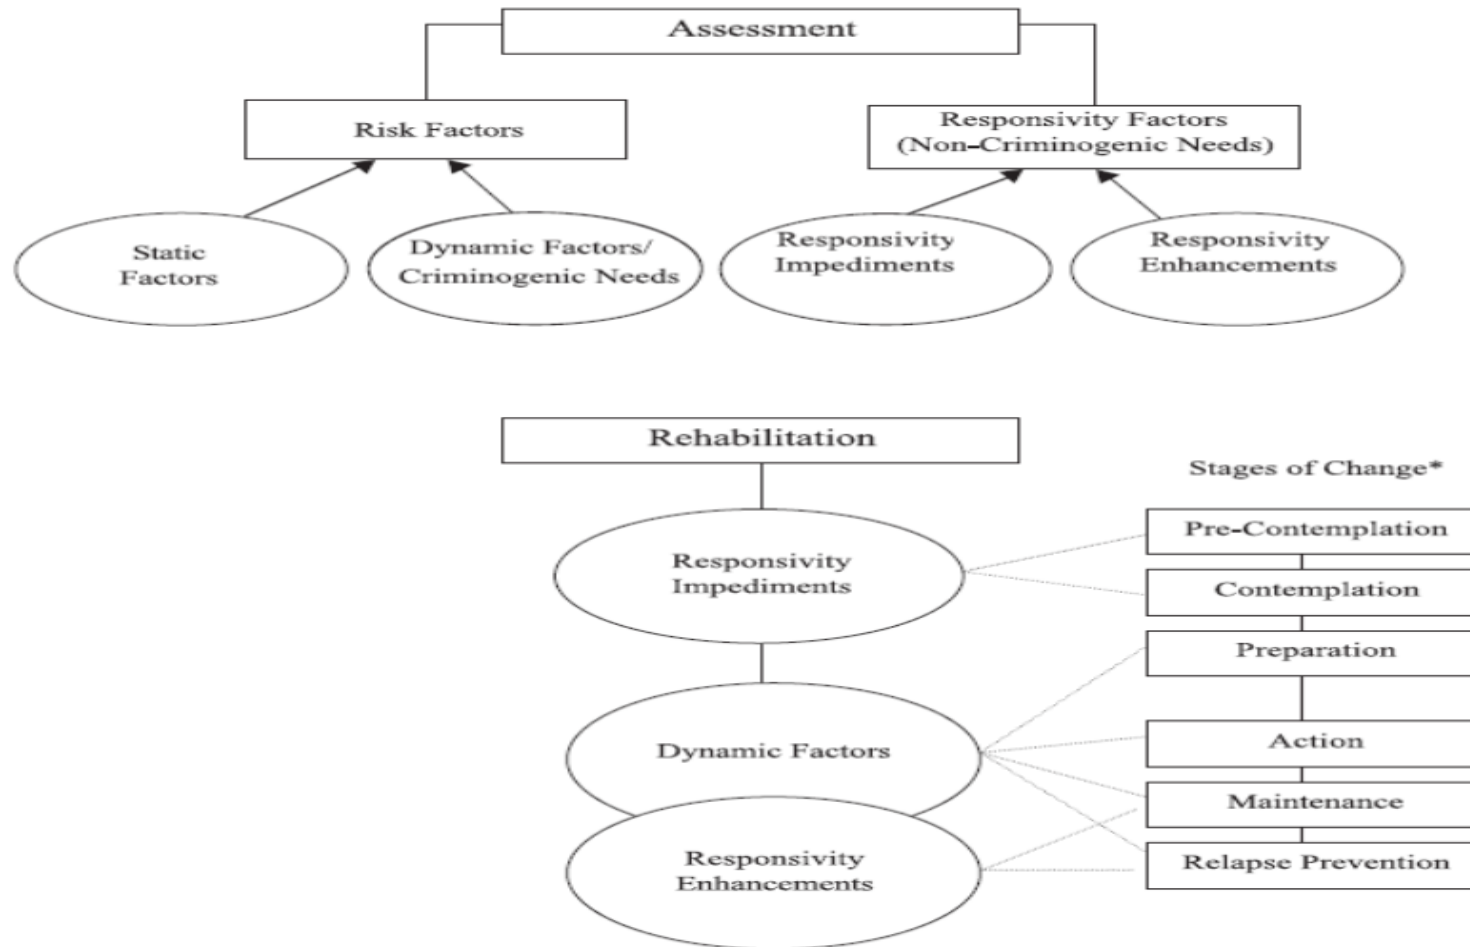 Assessment
Risk Factors
Responsivity Factors
(Non-Criminogenic Needs)
Static
Factors
Dynamic Factors/
Criminogenic Needs
Responsivity
Impediments
Responsivity
Enhancements
Rehabilitation
Stages of Change*
Responsivity
Impediments
Pre-Contemplation
Contemplation
Preparation
Dynamic Factors
Action
Maintenance
Responsivity
Enhancements
Relapse Prevention